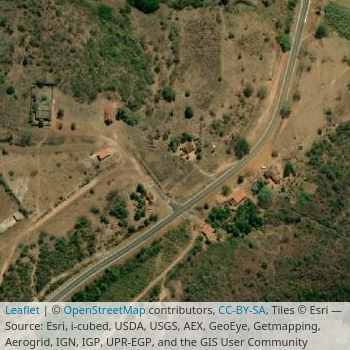 Leaflet | © OpenStreetMap contributors, CC-BY-SA, Tiles © Esri —
Source: Esri, i-cubed, USDA, USGS, AEX, GeoEye, Getmapping,
Aerogrid, IGN, IGP, UPR-EGP, and the GIS User Community